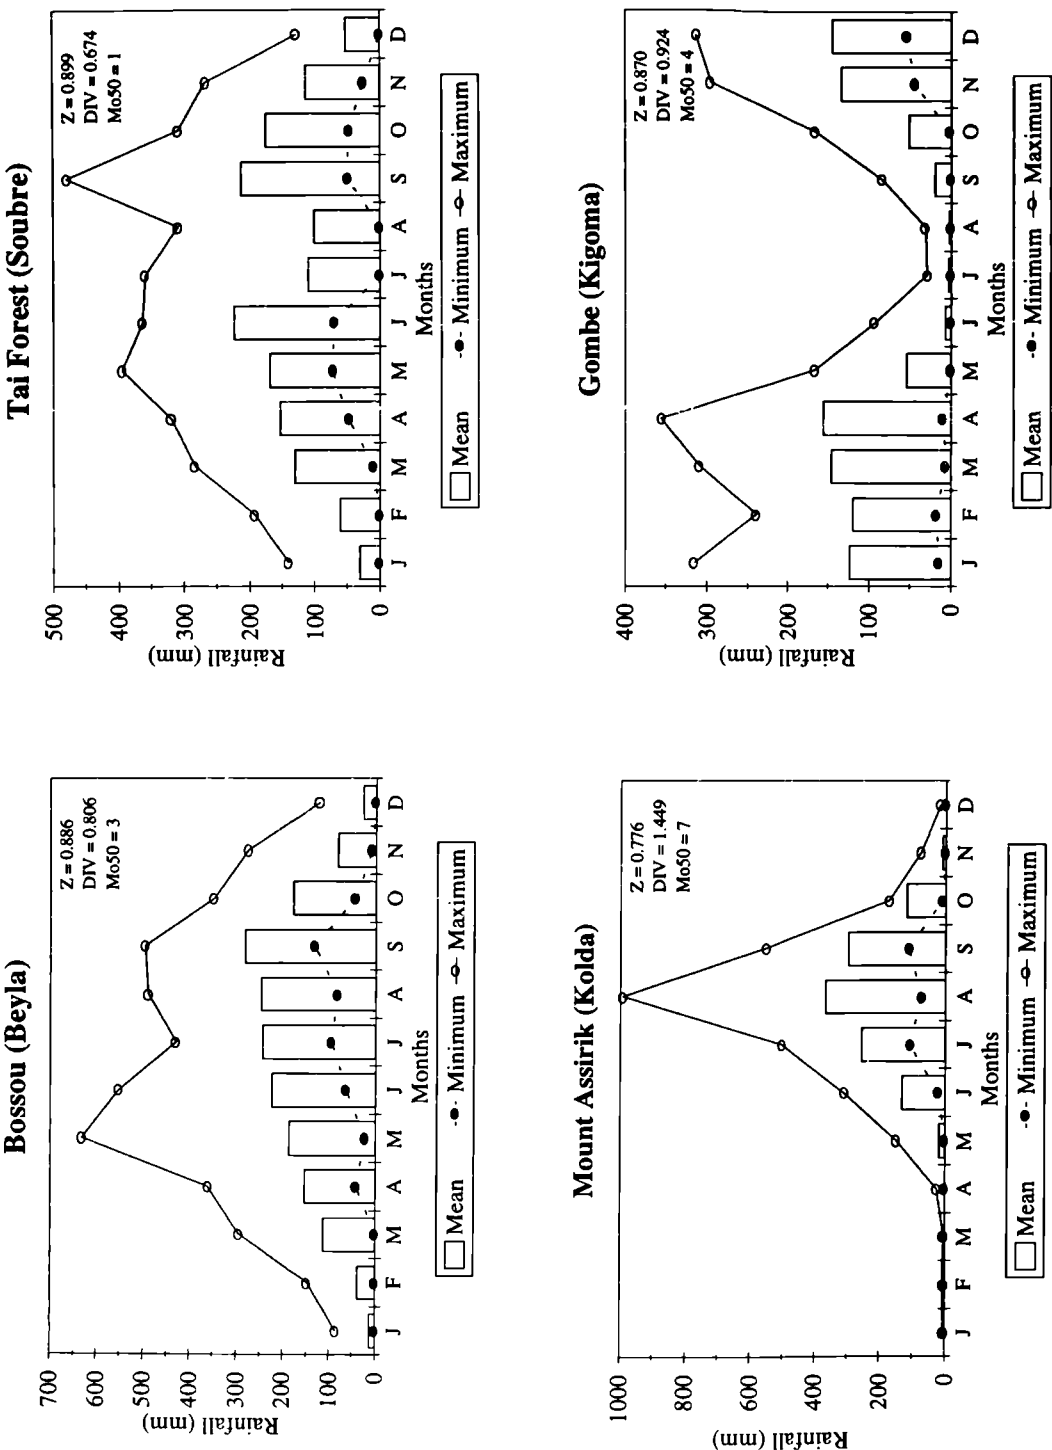 Bossou (Beyla)
Rainfall (mm)
700
600
500
400
300
200
100
0
Z = 0.886
DIV = 0.806
Mo50 = 3
J F M A M J J A S O N D
Months
Mean Minimum Maximum
Tai Forest (Soubre)
Rainfall (mm)
500
400
300
200
100
0
Z = 0.899
DIV = 0.674
Mo50 = 1
J F M A M J J A S O N D
Months
Mean Minimum Maximum
Mount Assirik (Kolda)
Rainfall (mm)
1000
800
600
400
200
0
Z = 0.776
DIV = 1.449
Mo50 = 7
J F M A M J J A S O N D
Months
Mean Minimum Maximum
Gombe (Kigoma)
Rainfall (mm)
400
300
200
100
0
Z = 0.870
DIV = 0.924
Mo50 = 4
J F M A M J J A S O N D
Months
Mean Minimum Maximum